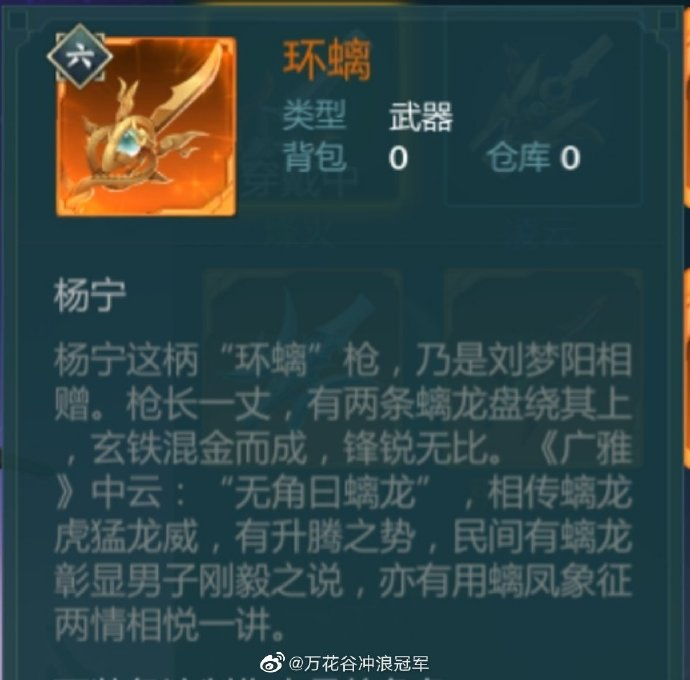 六
环螭
类型 武器
背包 0 仓库 0
杨宁
杨宁这柄“环螭”枪，乃是刘梦阳相
赠。枪长一丈，有两条螭龙盘绕其上
，玄铁混金而成，锋锐无比。《广雅
》中云：“无角曰螭龙”，相传螭龙
虎猛龙威，有升腾之势，民间有螭龙
彰显男子刚毅之说，亦有用螭凤象征
两情相悦一讲。
@万花谷冲浪冠军